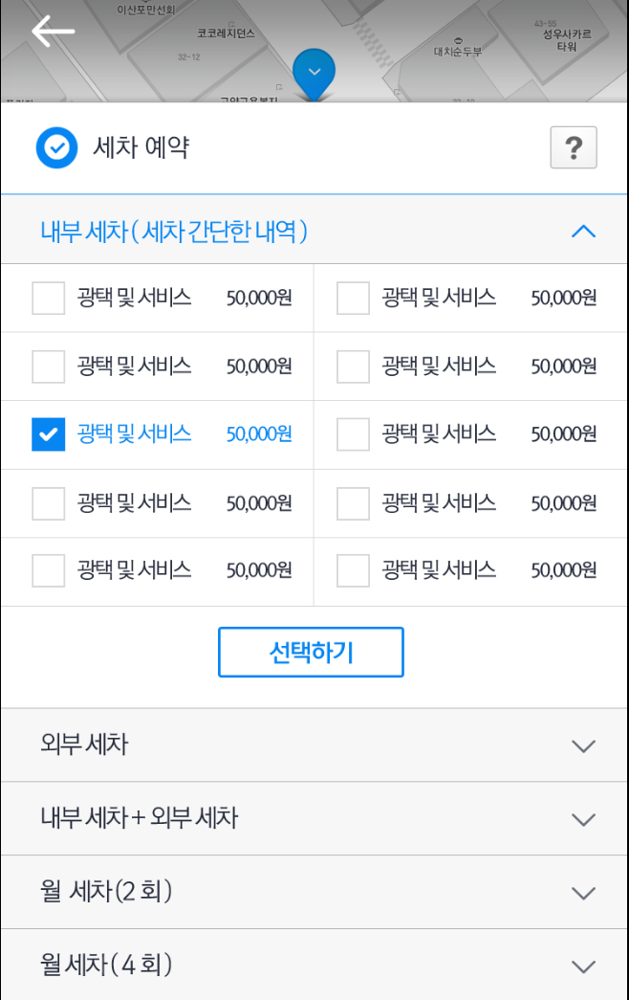 이산포만선회
코코레지던스
32-12
43-55
성우사카르
타워
대치순두부
세차 예약
?
내부 세차 ( 세차 간단한 내역 )
광택 및 서비스 50,000원 광택 및 서비스 50,000원
광택 및 서비스 50,000원 광택 및 서비스 50,000원
광택 및 서비스 50,000원 광택 및 서비스 50,000원
광택 및 서비스 50,000원 광택 및 서비스 50,000원
광택 및 서비스 50,000원 광택 및 서비스 50,000원
선택하기
외부 세차
내부 세차 + 외부 세차
월 세차 (2 회)
월 세차 ( 4 회)